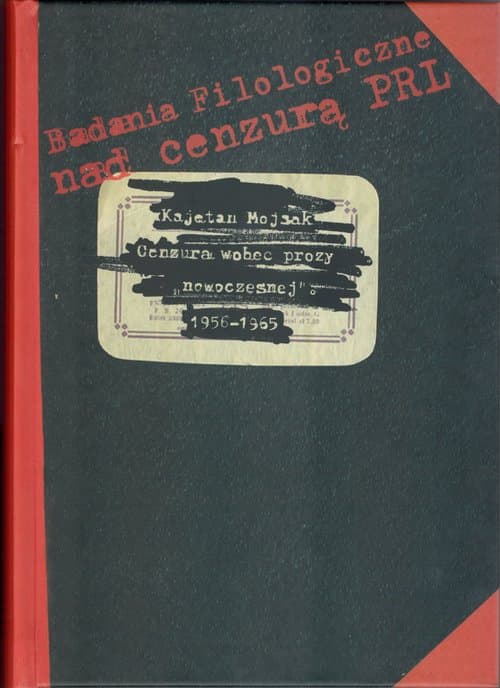 Badania Filologiczne
nad cenzurą PRL
Kajetan Mojsak
Cenzura wobec prozy
„nowoczesnej".
1956-1965